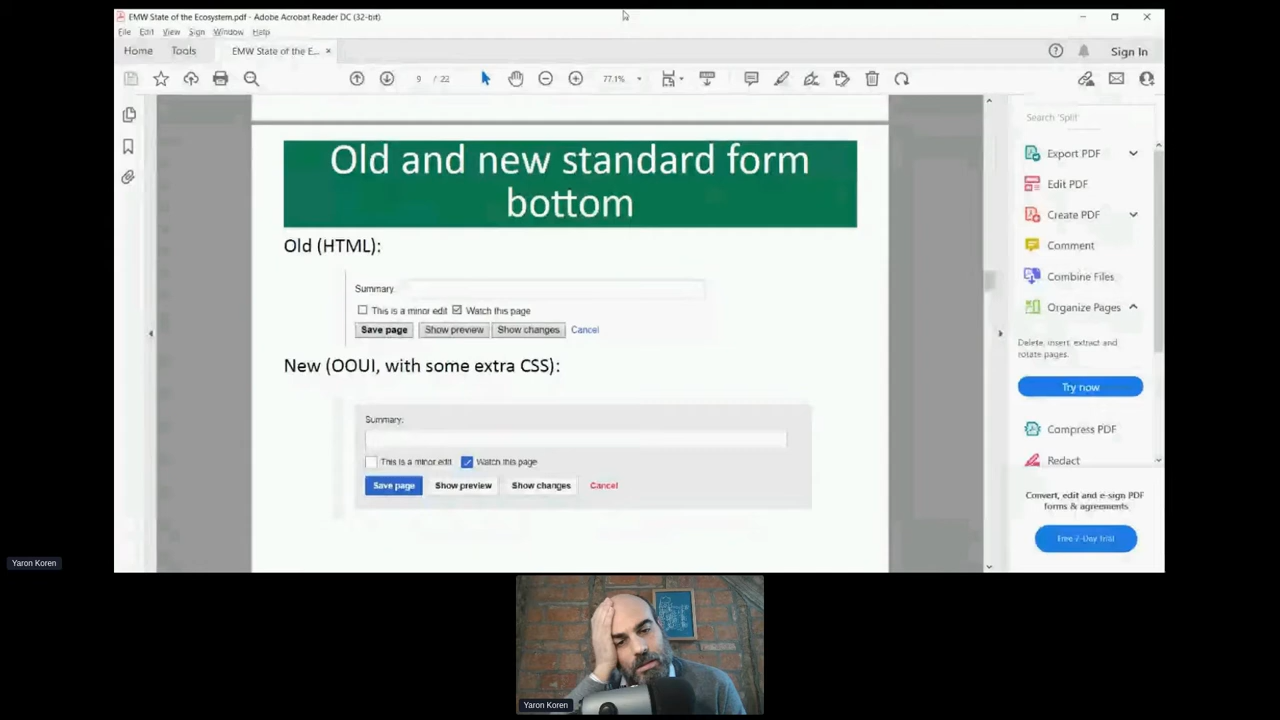 EMW State of the Ecosystem.pdf - Adobe Acrobat Reader DC (32-bit)
File Edit View Sign Window Help
Home Tools EMW State of the E... × Sign In
9 / 22 77.1%
Old and new standard form
bottom
Old (HTML):
Summary:
This is a minor edit Watch this page
Save page Show preview Show changes Cancel
New (OOUI, with some extra CSS):
Summary:
This is a minor edit Watch this page
Save page Show preview Show changes Cancel
Search 'Split'
Export PDF
Edit PDF
Create PDF
Comment
Combine Files
Organize Pages
Delete, insert, extract and
rotate pages.
Try now
Compress PDF
Redact
Convert, edit and e-sign PDF
forms & agreements
Free 7-Day Trial
Yaron Koren
Yaron Koren